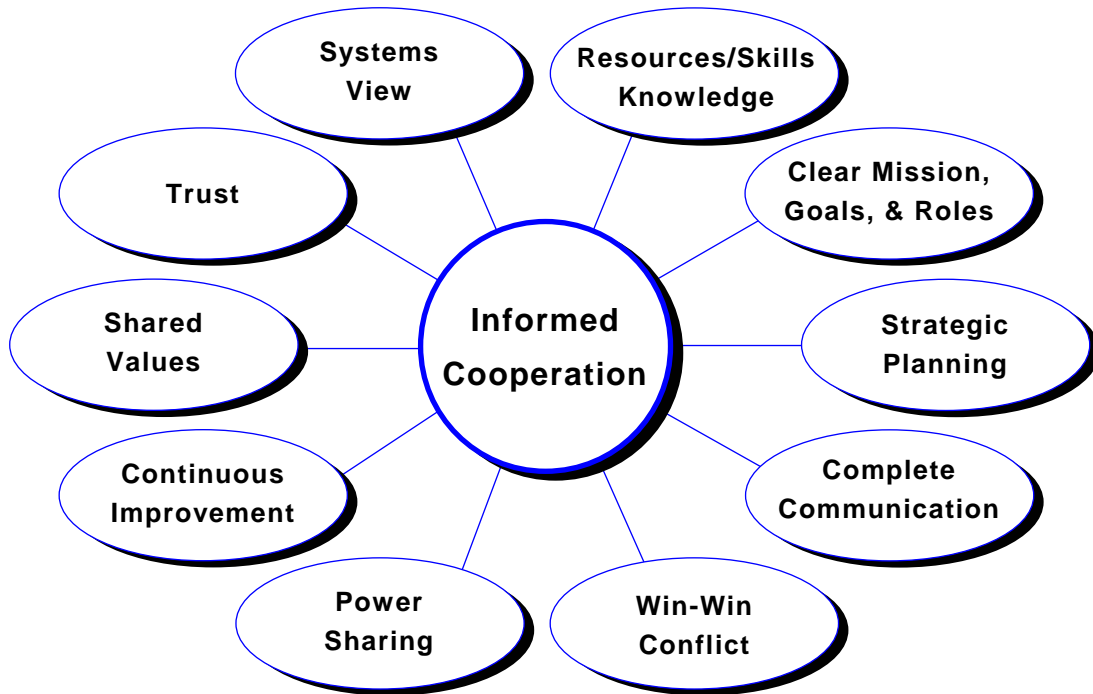 Systems
View
Resources/Skills
Knowledge
Trust
Clear Mission,
Goals, & Roles
Informed
Cooperation
Shared
Values
Strategic
Planning
Continuous
Improvement
Complete
Communication
Power
Sharing
Win-Win
Conflict